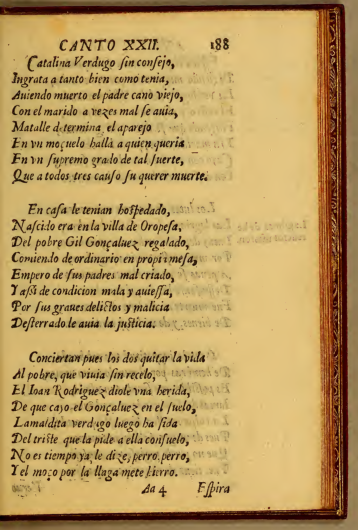 CANTO XXII. 188
Catalina Verdugo ſin conſejo,
Ingrata a tanto bien como tenia,
Auiendo muerto el padre cano viejo,
Con el marido a vezes mal ſe auia,
Matalle determina el aparejo
En vn moçuelo halla a quien queria
En vn ſupremo grado de tal ſuerte,
Que a todos tres cauſo ſu querer muerte.
En caſa le tenian hoſpedado,
Naſcido era en la villa de Oropeſa,
Del pobre Gil Gonçaluez regalado,
Comiendo de ordinario en propia meſa,
Empero de ſus padres mal criado,
Y aſsi de condicion mala y auieſſa,
Por ſus graues delictos y malicia
Deſterrado le auia la juſticia.
Conciertan pues los dos quitar la vida
Al pobre, que viuia ſin recelo,
El Ioan Rodriguez diole vna herida,
De que cayo el Gonçaluez en el ſuelo,
La maldita verdugo luego ha ſida
Del triſte que la pide a ella conſuelo,
No es tiempo ya, le dize, perro, perro,
Y el moço por la llaga mete hierro.
Aa 4 Eſpira